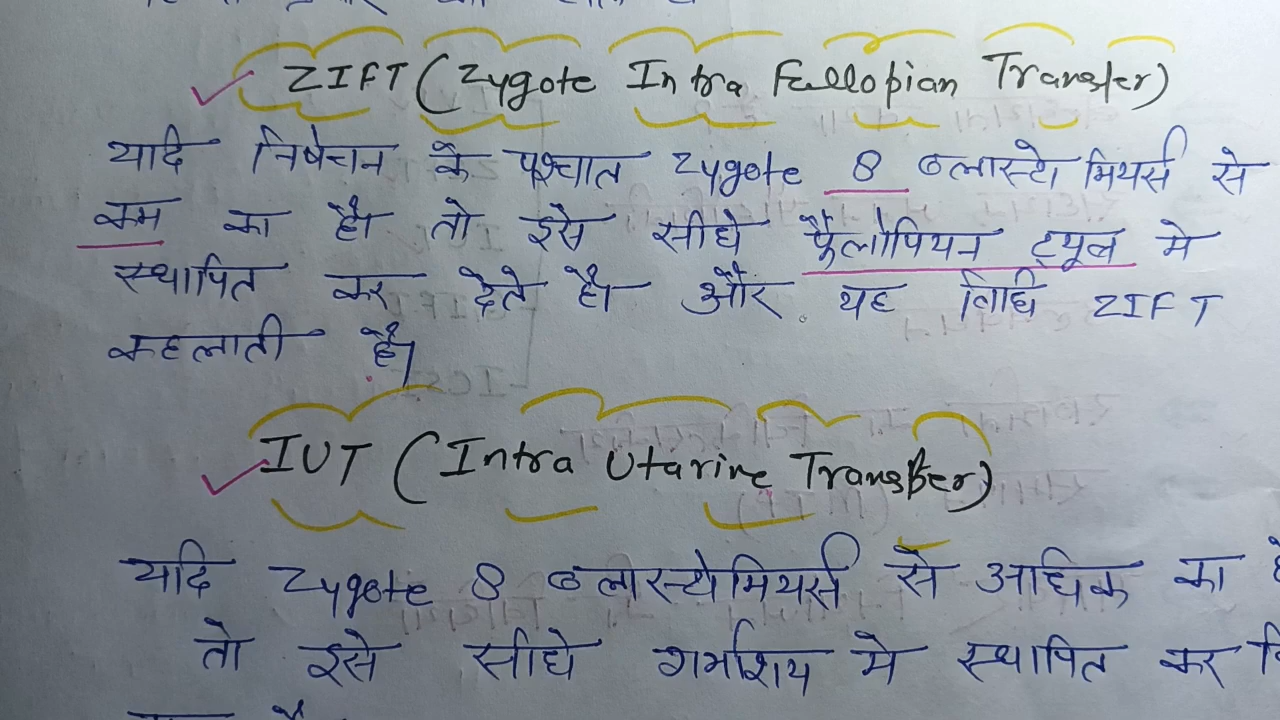 ZIFT (Zygote Intra Fallopian Transfer)
यादि निषेचन के पश्चात Zygote 8 ब्लास्टोमियर्स से
कम का है। तो इसे सीधे फैलोपियन ट्यूब मे
स्थापित कर देते है। और यह विधि ZIFT
कहलाती है।
IUT (Intra Utarine Transfer)
यदि Zygote 8 ब्लास्टोमियर्स से अधिक का
तो इसे सीधे गर्भाशय मे स्थापित कर